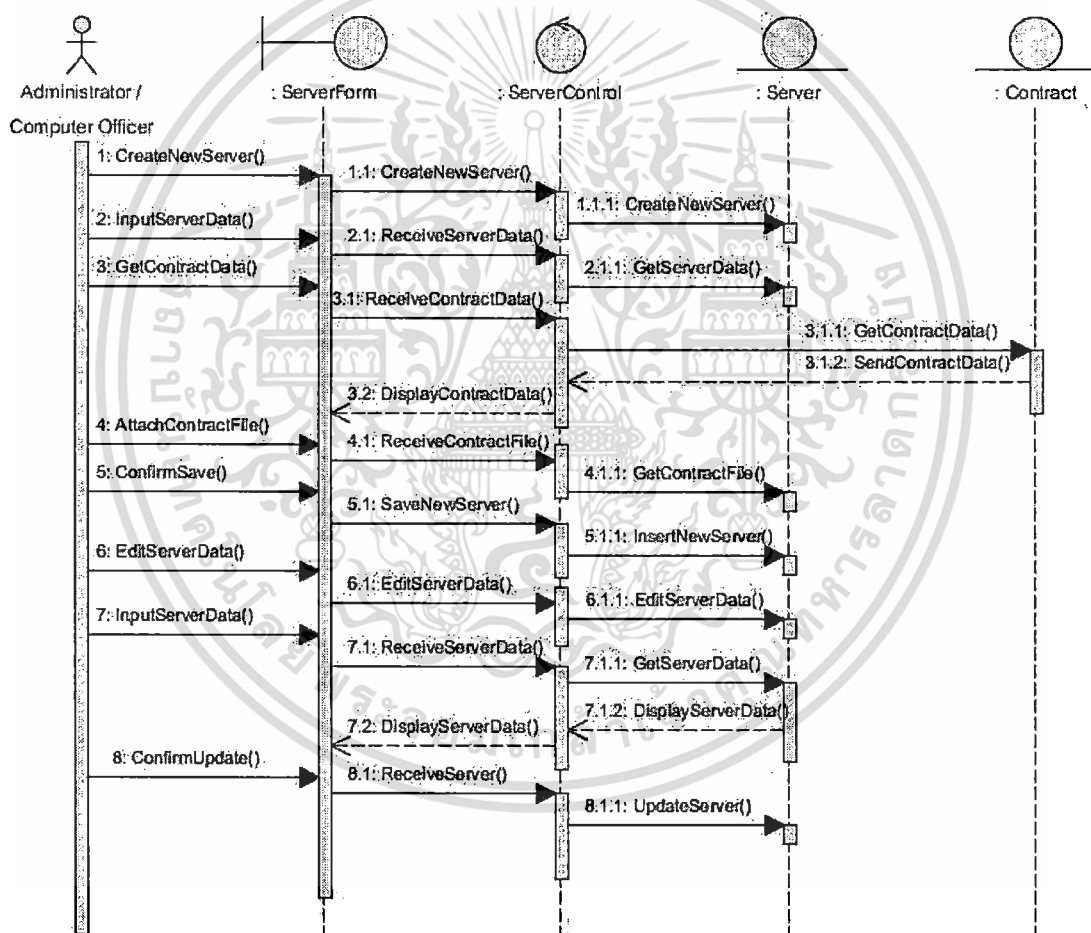 Administrator /
Computer Officer
: ServerForm
: ServerControl
: Server
: Contract
1: CreateNewServer()
1.1: CreateNewServer()
1.1.1: CreateNewServer()
2: InputServerData()
2.1: ReceiveServerData()
3: GetContractData()
2.1.1: GetServerData()
3.1: ReceiveContractData()
3.1.1: GetContractData()
3.1.2: SendContractData()
3.2: DisplayContractData()
4: AttachContractFile()
4.1: ReceiveContractFile()
5: ConfirmSave()
4.1.1: GetContractFile()
5.1: SaveNewServer()
5.1.1: InsertNewServer()
6: EditServerData()
6.1: EditServerData()
6.1.1: EditServerData()
7: InputServerData()
7.1: ReceiveServerData()
7.1.1: GetServerData()
7.1.2: DisplayServerData()
7.2: DisplayServerData()
8: ConfirmUpdate()
8.1: ReceiveServer()
8.1.1: UpdateServer()